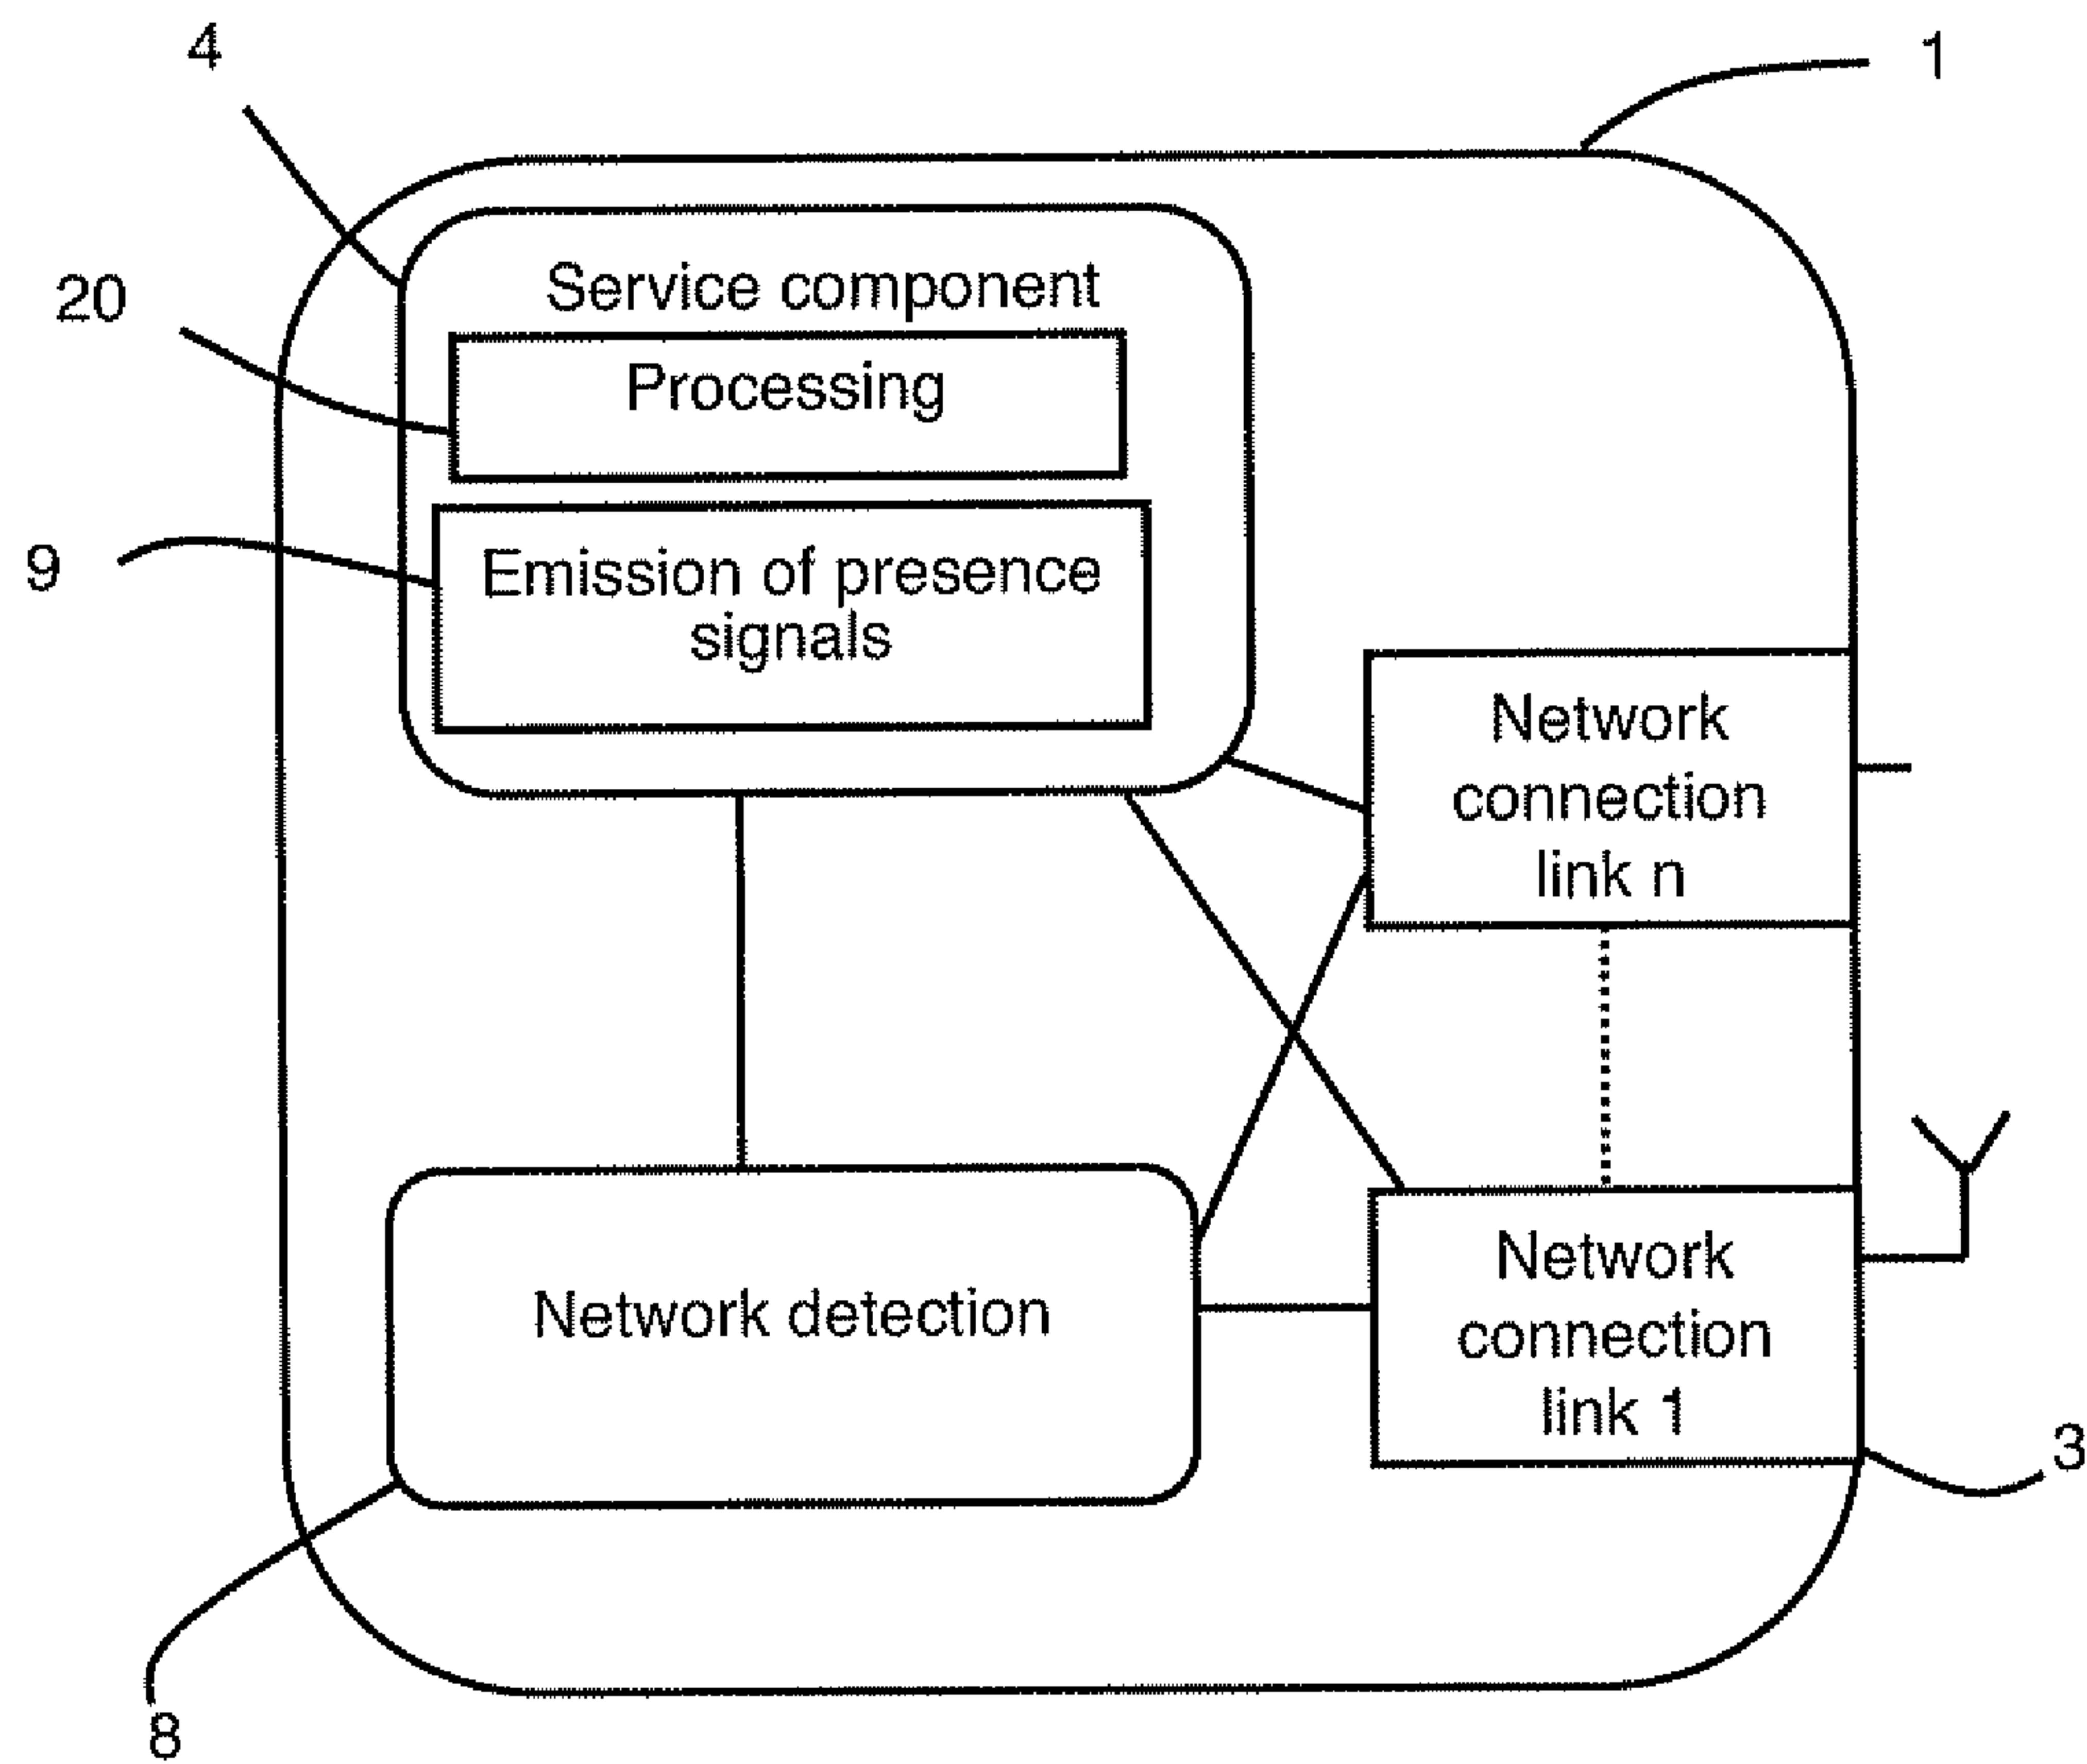 4
1
Service component
20
Processing
9
Emission of presence
signals
Network
connection
link n
Network detection
Network
connection
link 1
3
8